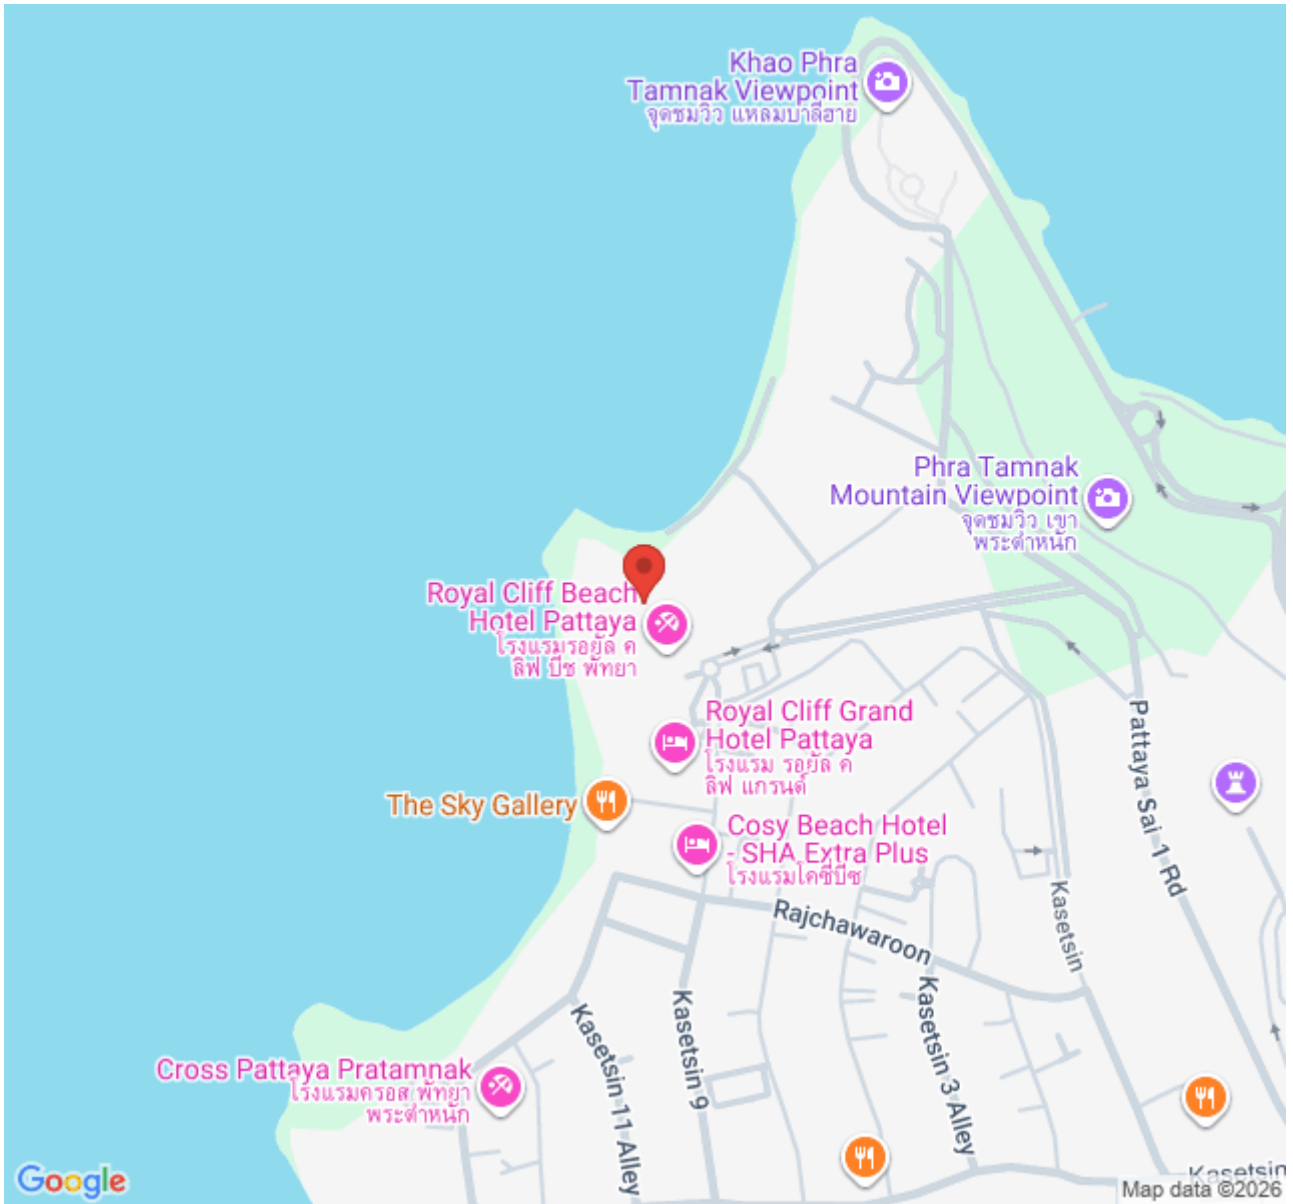 Khao Phra
Tamnak Viewpoint
จุดชมวิว แหลมบาลีฮาย
Phra Tamnak
Mountain Viewpoint
จุดชมวิว เขา
พระตำหนัก
Royal Cliff Beach
Hotel Pattaya
โรงแรมรอยัล ค
ลิฟ บีช พัทยา
Royal Cliff Grand
Hotel Pattaya
โรงแรม รอยัล ค
ลิฟ แกรนด์
Pattaya Sai 1 Rd
The Sky Gallery
Cosy Beach Hotel
- SHA Extra Plus
โรงแรมโคซี่บีช
Rajchawaroon
Kasetsin
Kasetsin 9
Kasetsin 3 Alley
Kasetsin 11 Alley
Cross Pattaya Pratamnak
โรงแรมครอส พัทยา
พระตำหนัก
Kasetsin
Google
Map data ©2026